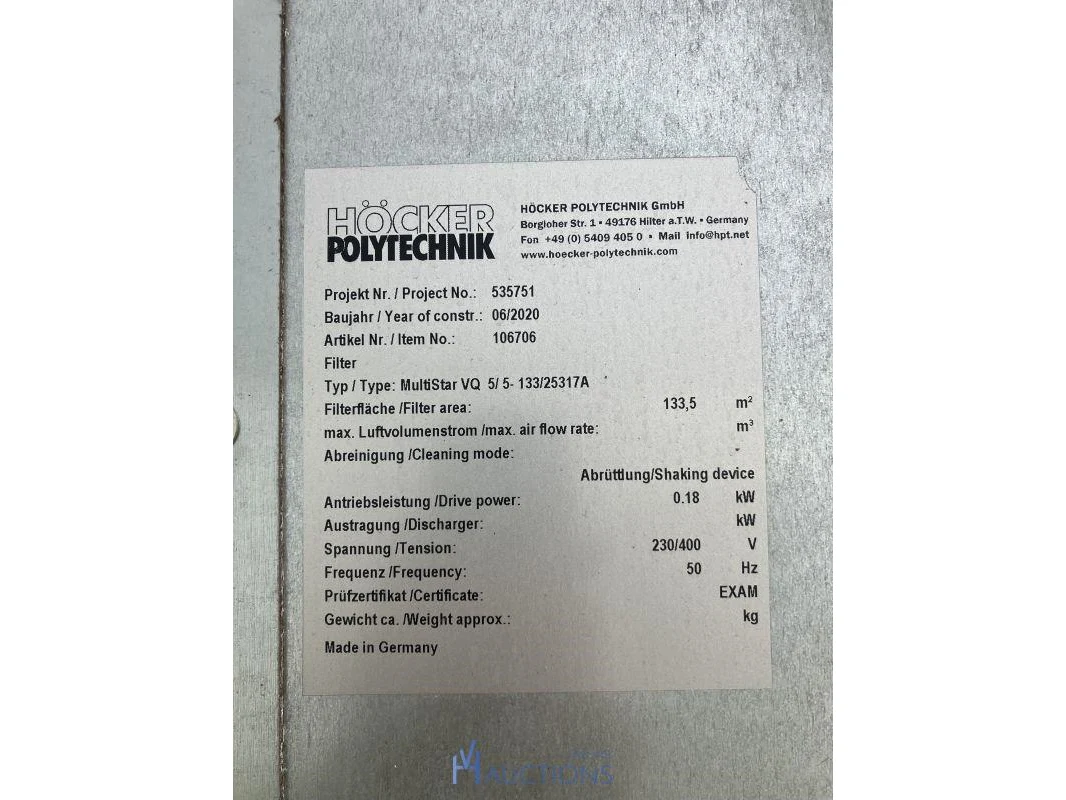 HÖCKER
POLYTECHNIK
HÖCKER POLYTECHNIK GmbH
Borgloher Str. 1 ▪ 49176 Hilter a.T.W. ▪ Germany
Fon +49 (0) 5409 405 0 ▪ Mail info@hpt.net
www.hoecker-polytechnik.com
Projekt Nr. / Project No.: 535751
Baujahr / Year of constr.: 06/2020
Artikel Nr. / Item No.: 106706
Filter
Typ / Type: MultiStar VQ 5/ 5- 133/25317A
Filterfläche /Filter area: 133,5 m²
max. Luftvolumenstrom /max. air flow rate: m³
Abreinigung /Cleaning mode:
Abrüttlung/Shaking device
Antriebsleistung /Drive power: 0.18 kW
Austragung /Discharger: kW
Spannung /Tension: 230/400 V
Frequenz /Frequency: 50 Hz
Prüfzertifikat /Certificate: EXAM
Gewicht ca. /Weight approx.: kg
Made in Germany
AUCTIONS